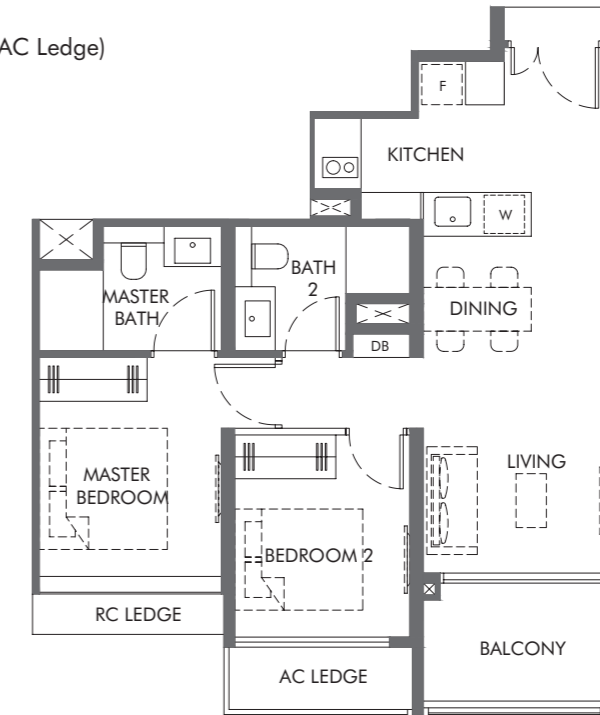 AC Ledge)
F
KITCHEN
W
BATH
2
MASTER
BATH
DINING
DB
LIVING
MASTER
BEDROOM
BEDROOM 2
RC LEDGE
BALCONY
AC LEDGE